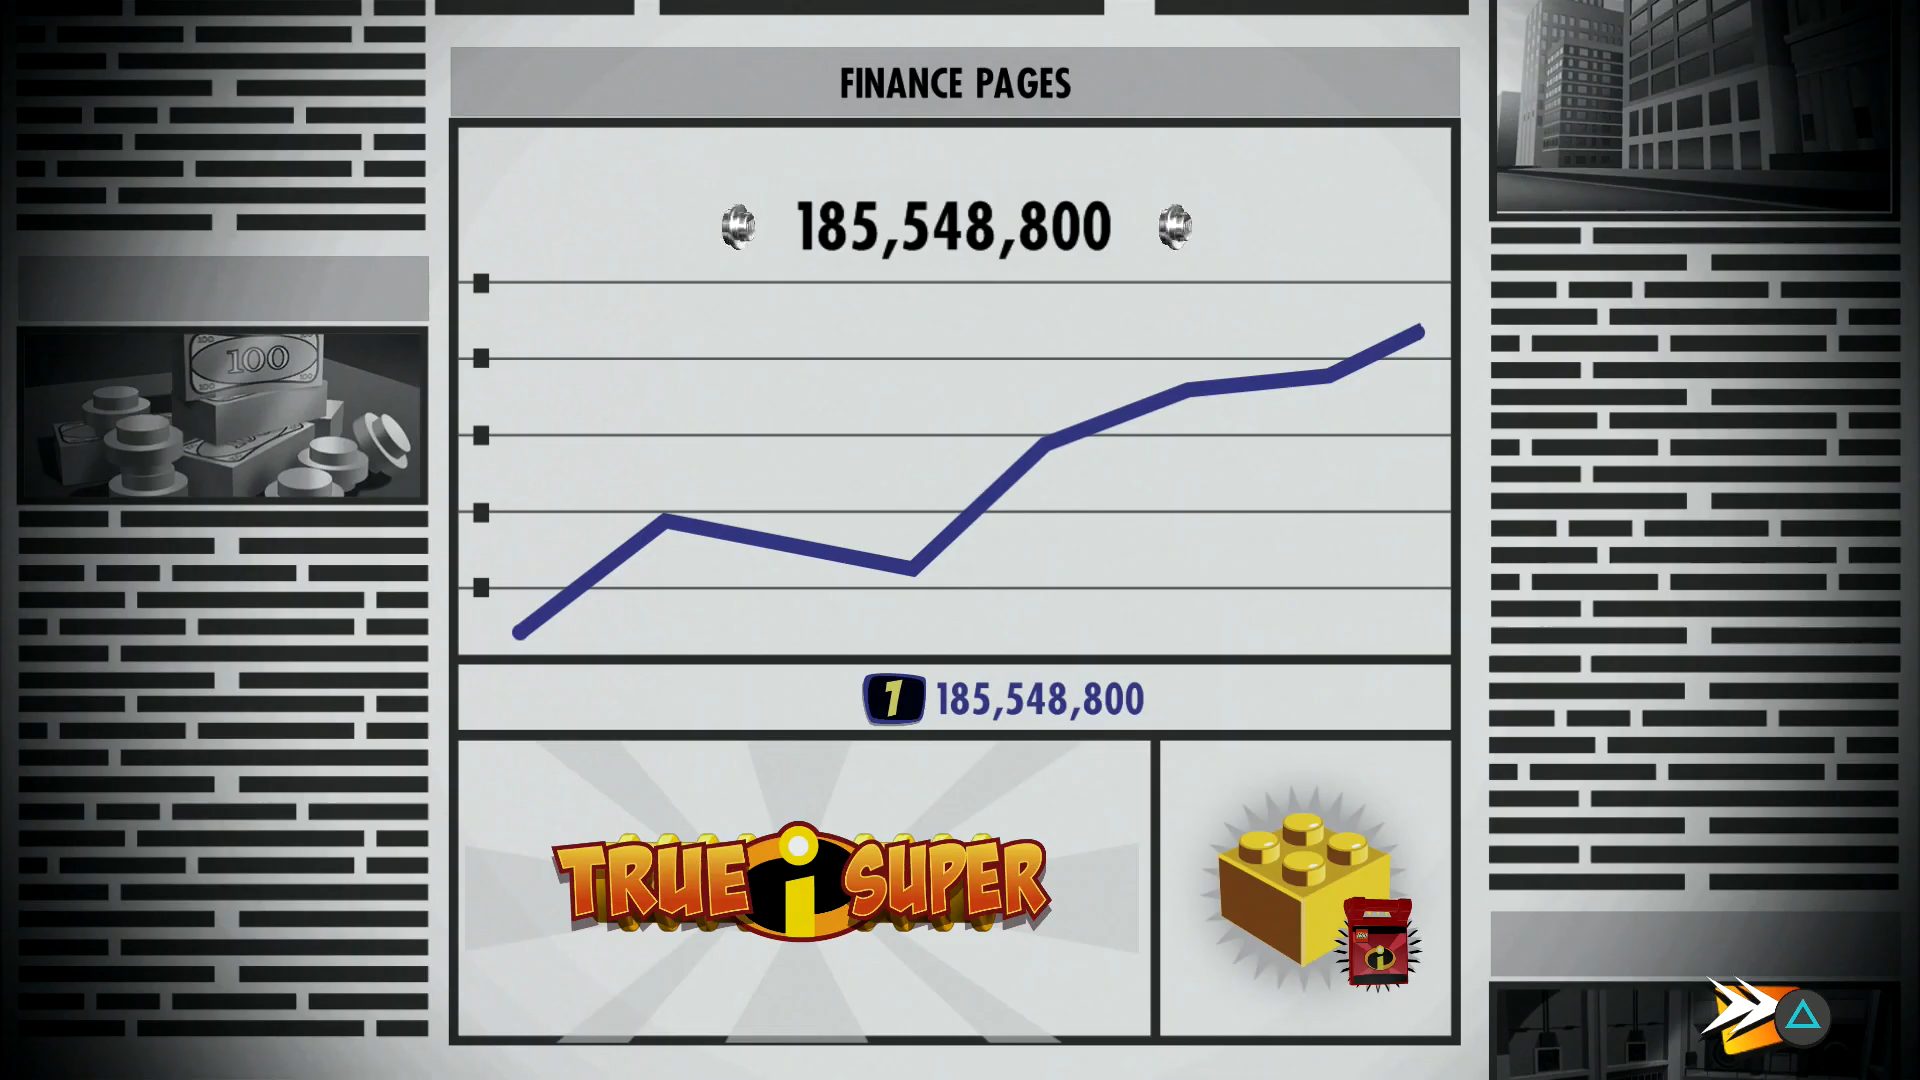 FINANCE PAGES
185,548,800
100
1 185,548,800
TRUE i SUPER